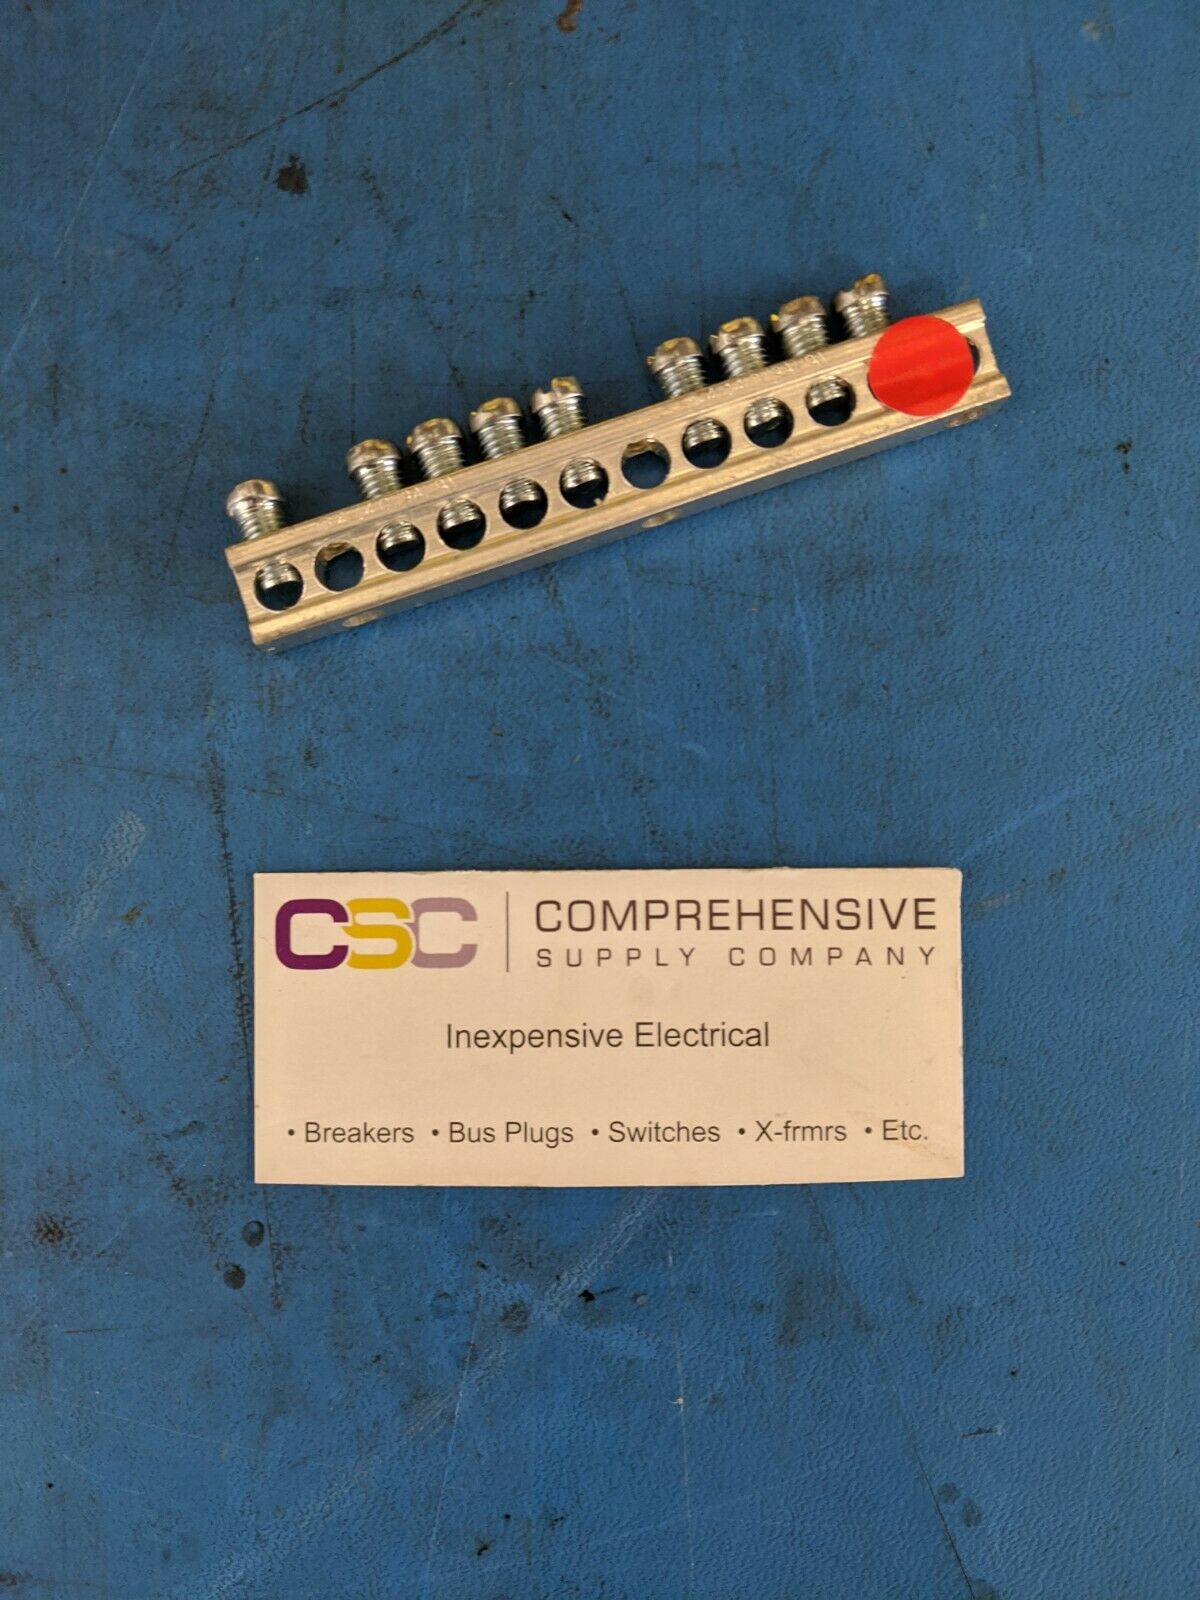 CSC
COMPREHENSIVE
SUPPLY COMPANY
Inexpensive Electrical
• Breakers • Bus Plugs • Switches • X-frmrs • Etc.